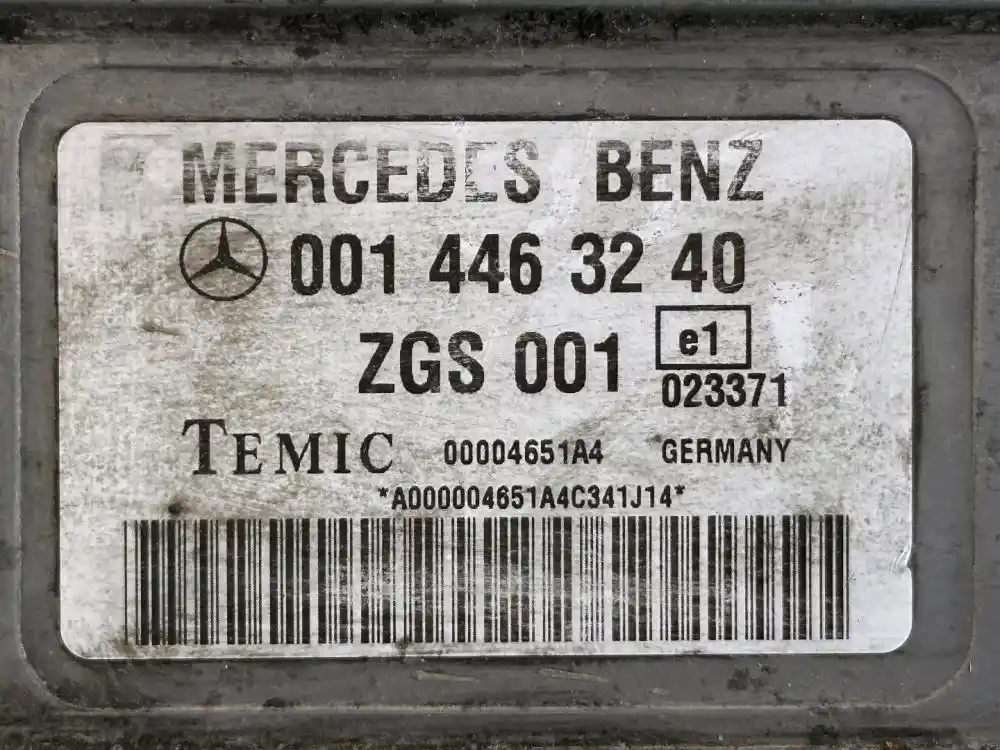 MERCEDES BENZ
001 446 32 40
ZGS 001 e1
023371
TEMIC 00004651A4 GERMANY
*A000004651A4C341J14*